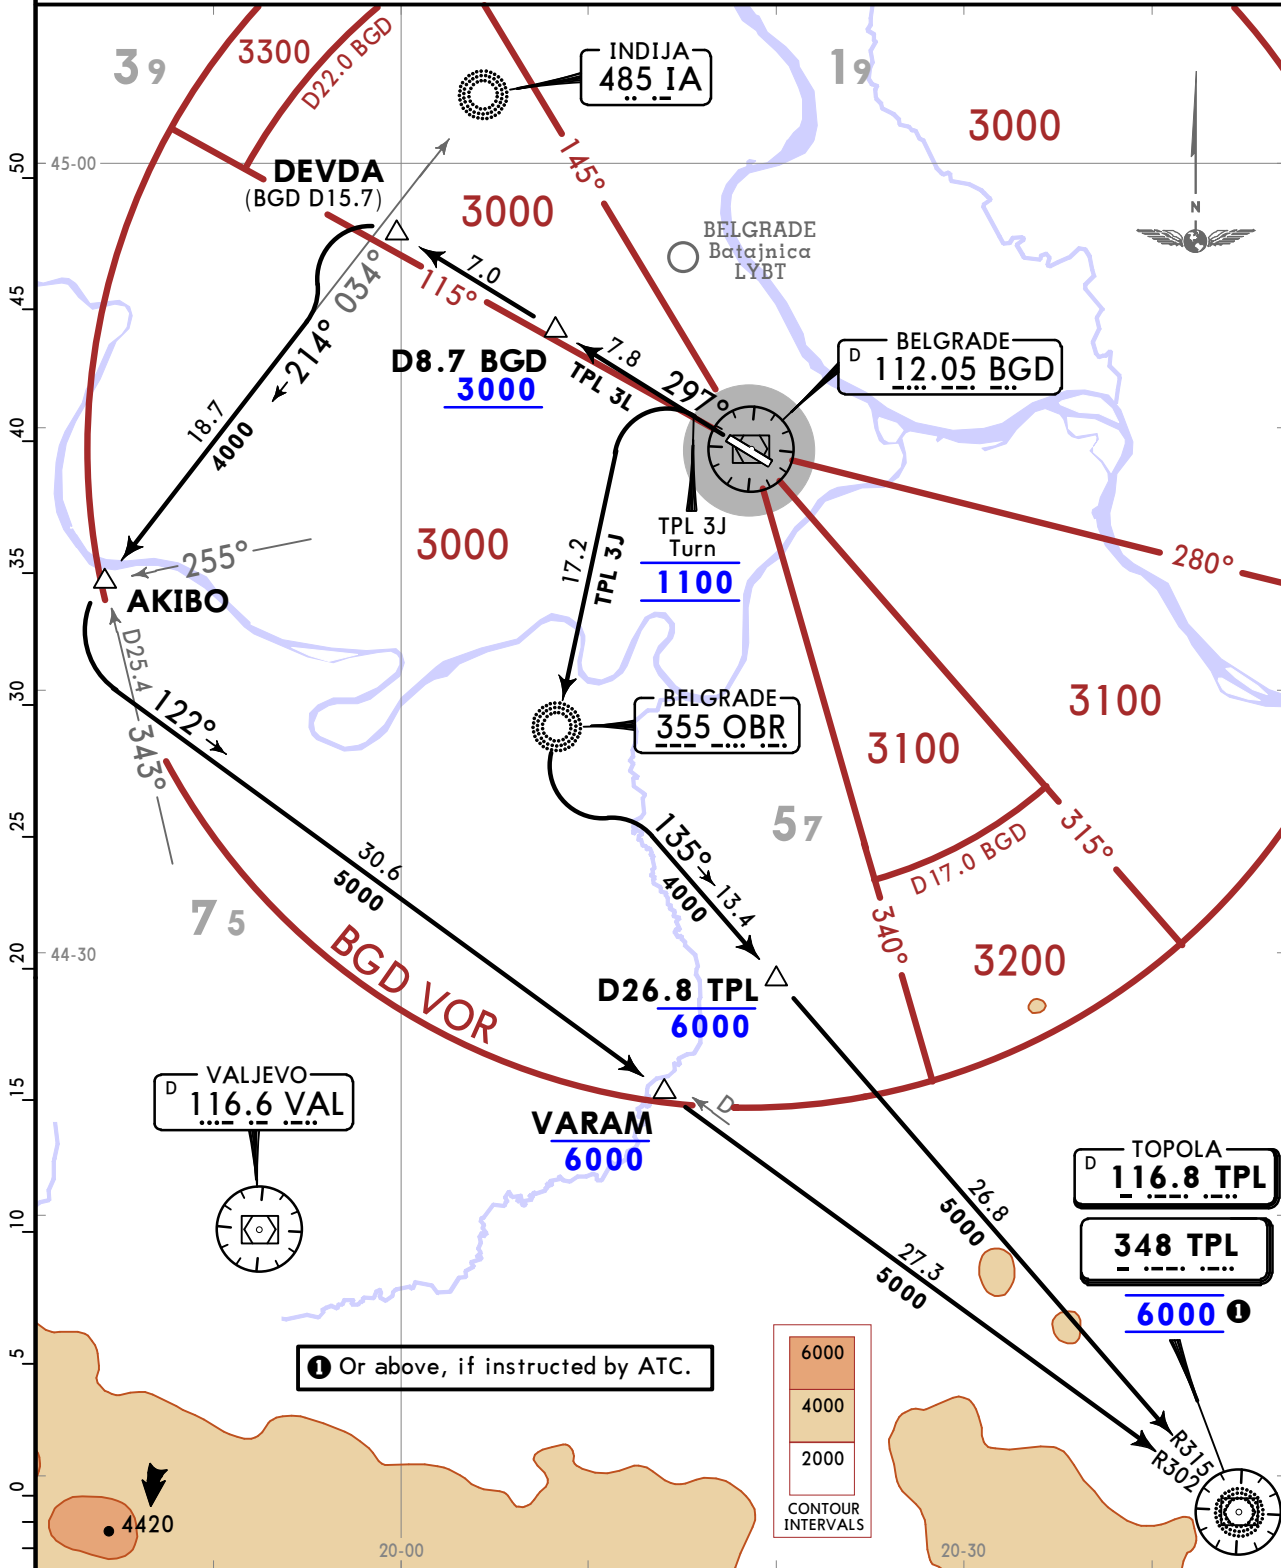 INDIJA
485 IA
3300
D22.0 BGD
39
19
3000
145°
45-00
50
DEVDA
(BGD D15.7)
3000
N
BELGRADE
Batajnica
LYBT
034°
7.0
115°
45
214°
D8.7 BGD
3000
7.8
TPL 3L
297°
BELGRADE
D 112.05 BGD
18.7
4000
40
3000
17.2
TPL 3J
TPL 3J
Turn
1100
280°
35
255°
AKIBO
D25.4
343°
30
122°
BELGRADE
355 OBR
3100
3100
25
57
135°
13.4
4000
D17.0 BGD
315°
30.6
5000
75
340°
20
44-30
BGD VOR
D26.8 TPL
6000
3200
15
VALJEVO
D 116.6 VAL
VARAM
6000
D
TOPOLA
D 116.8 TPL
348 TPL
6000 ❶
10
26.8
5000
27.3
5000
5
❶ Or above, if instructed by ATC.
6000
4000
2000
CONTOUR
INTERVALS
R315
R302
0
4420
20-00
20-30